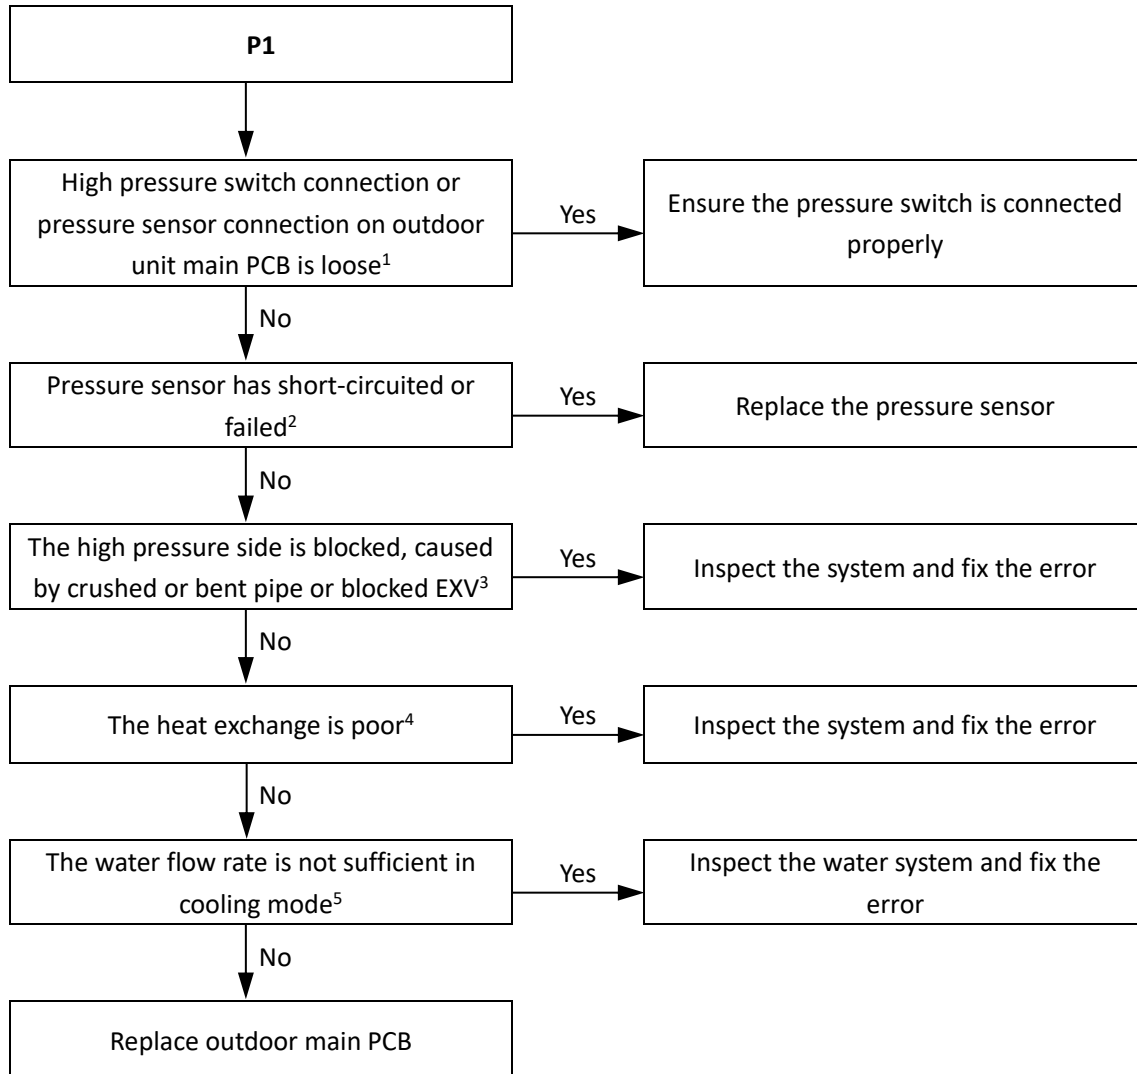 P1
High pressure switch connection or
pressure sensor connection on outdoor
unit main PCB is loose¹
Yes
Ensure the pressure switch is connected
properly
No
Pressure sensor has short-circuited or
failed²
Yes
Replace the pressure sensor
No
The high pressure side is blocked, caused
by crushed or bent pipe or blocked EXV³
Yes
Inspect the system and fix the error
No
The heat exchange is poor⁴
Yes
Inspect the system and fix the error
No
The water flow rate is not sufficient in
cooling mode⁵
Yes
Inspect the water system and fix the
error
No
Replace outdoor main PCB